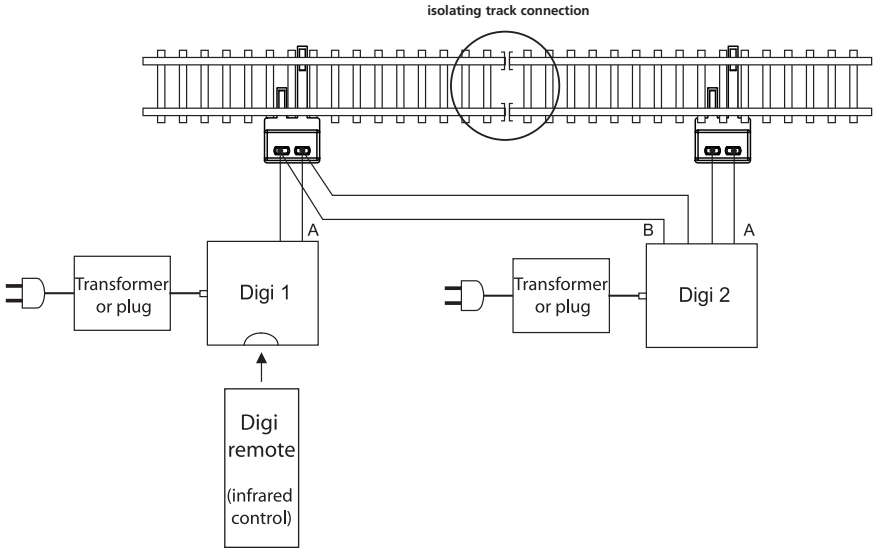 isolating track connection
A
B
A
Transformer
or plug
Digi 1
Transformer
or plug
Digi 2
Digi
remote
(infrared
control)